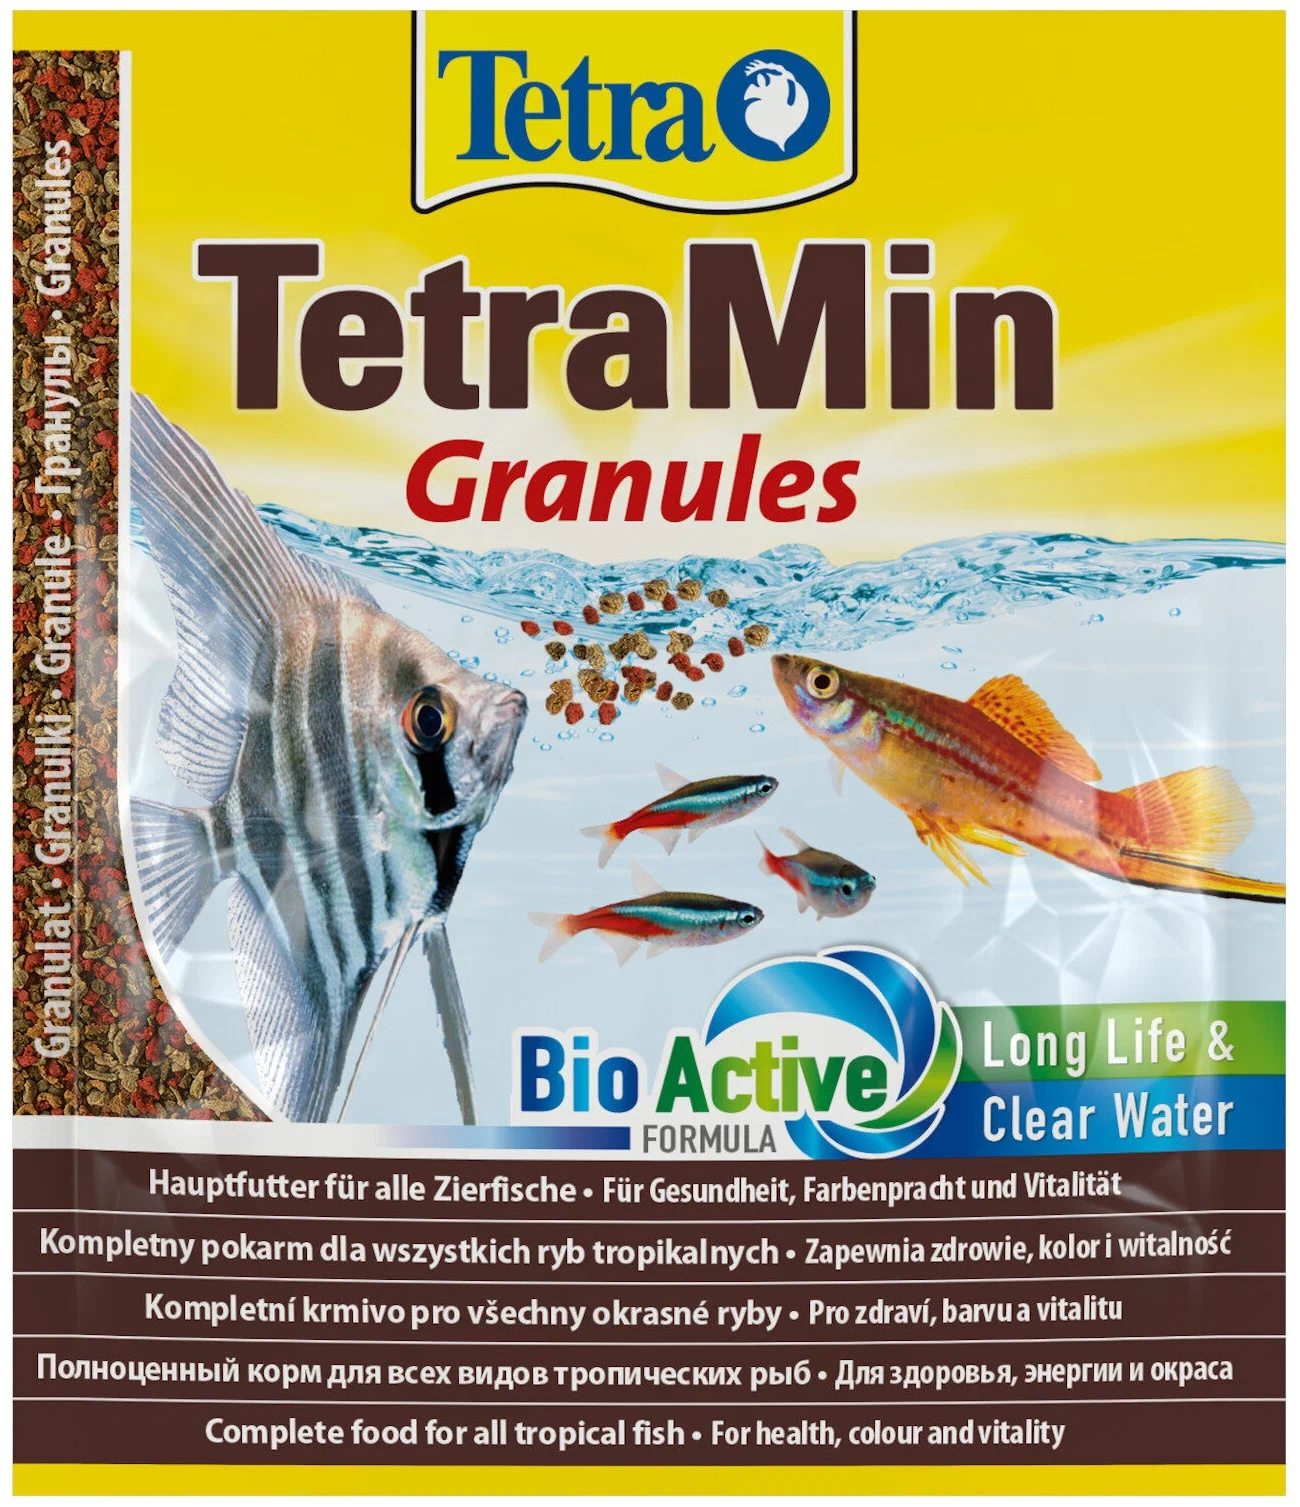 Tetra
TetraMin
Granules
Granulat • Granulki • Granule • Гранулы • Granules
Bio Active
FORMULA
Long Life &
Clear Water
Hauptfutter für alle Zierfische • Für Gesundheit, Farbenpracht und Vitalität
Kompletny pokarm dla wszystkich ryb tropikalnych • Zapewnia zdrowie, kolor i witalność
Kompletní krmivo pro všechny okrasné ryby • Pro zdraví, barvu a vitalitu
Полноценный корм для всех видов тропических рыб • Для здоровья, энергии и окраса
Complete food for all tropical fish • For health, colour and vitality